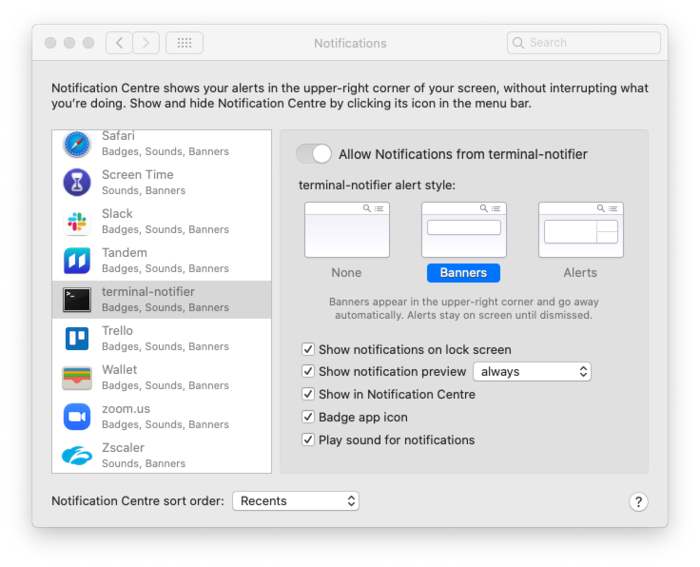 Notifications
Search
Notification Centre shows your alerts in the upper-right corner of your screen, without interrupting what
you're doing. Show and hide Notification Centre by clicking its icon in the menu bar.
Safari
Badges, Sounds, Banners
Screen Time
Sounds, Banners
Slack
Badges, Sounds, Banners
Tandem
Badges, Sounds, Banners
terminal-notifier
Badges, Sounds, Banners
Trello
Badges, Sounds, Banners
Wallet
Badges, Sounds, Banners
zoom.us
Badges, Sounds, Banners
Zscaler
Sounds, Banners
Allow Notifications from terminal-notifier
terminal-notifier alert style:
None
Banners
Alerts
Banners appear in the upper-right corner and go away
automatically. Alerts stay on screen until dismissed.
Show notifications on lock screen
Show notification preview always
Show in Notification Centre
Badge app icon
Play sound for notifications
Notification Centre sort order: Recents
?